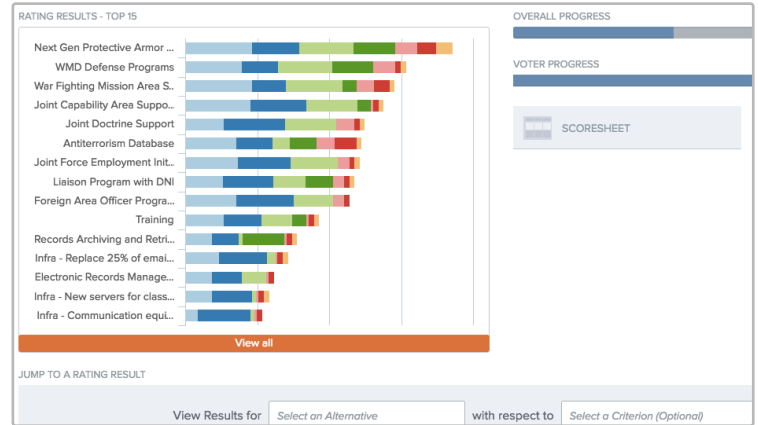 RATING RESULTS - TOP 15
Next Gen Protective Armor ...
WMD Defense Programs
War Fighting Mission Area S..
Joint Capability Area Suppo...
Joint Doctrine Support
Antiterrorism Database
Joint Force Employment Init...
Liaison Program with DNI
Foreign Area Officer Progra...
Training
Records Archiving and Retri...
Infra - Replace 25% of emai...
Electronic Records Manage...
Infra - New servers for class...
Infra - Communication equi...
View all
OVERALL PROGRESS
VOTER PROGRESS
SCORESHEET
JUMP TO A RATING RESULT
View Results for Select an Alternative with respect to Select a Criterion (Optional)